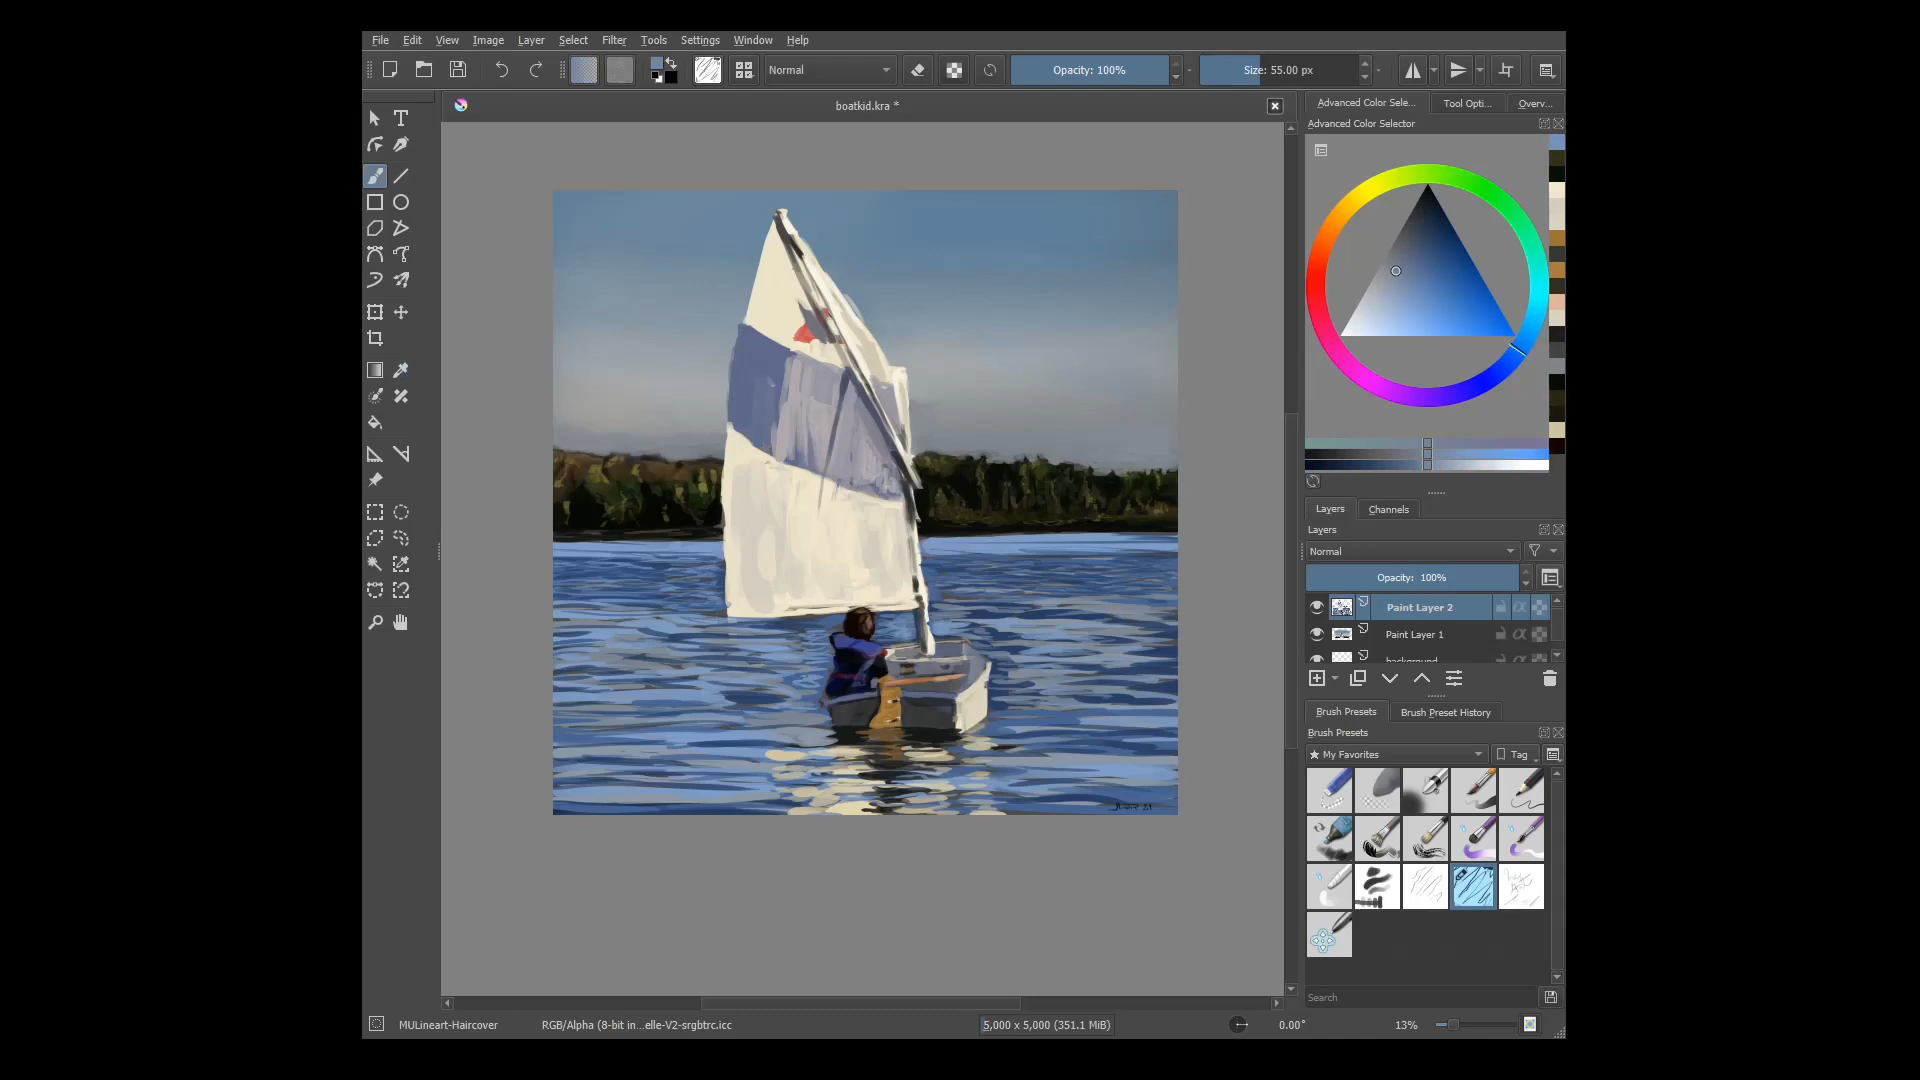 File Edit View Image Layer Select Filter Tools Settings Window Help
Normal Opacity: 100% Size: 55.00 px
boatkid.kra *
Advanced Color Sele... Tool Opti... Overv...
Advanced Color Selector
Layers Channels
Layers
Normal
Opacity: 100%
Paint Layer 2
Paint Layer 1
background
Brush Presets Brush Preset History
Brush Presets
★ My Favorites Tag
Search
MULineart-Haircover RGB/Alpha (8-bit in...elle-V2-srgbtrc.icc 5,000 x 5,000 (351.1 MiB) 0.00° 13%